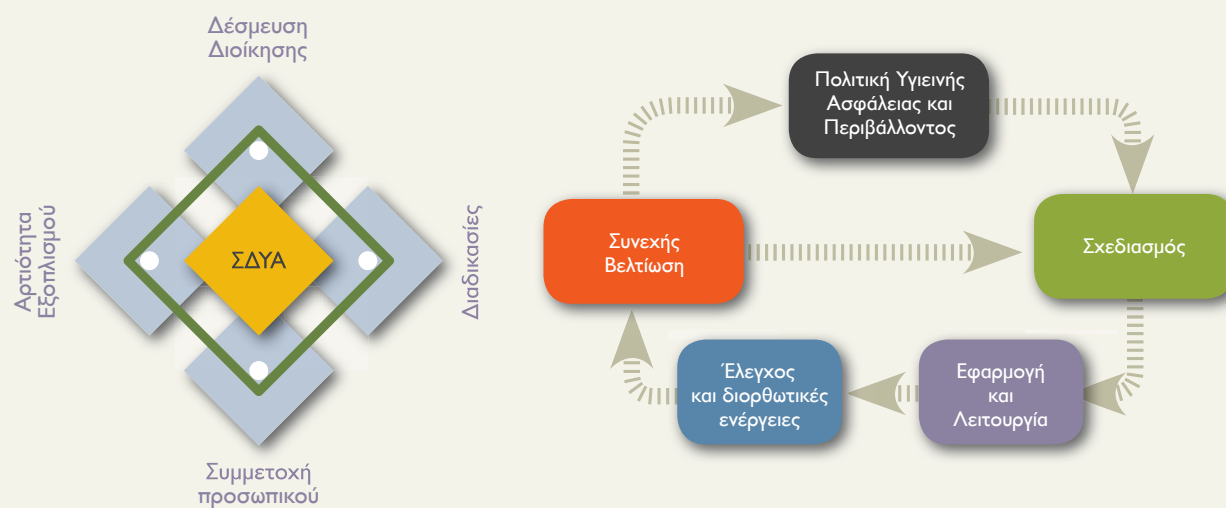 Δέσμευση
Διοίκησης
Αρτιότητα
Εξοπλισμού
ΣΔΥΑ
Διαδικασίες
Συμμετοχή
προσωπικού
Πολιτική Υγιεινής
Ασφάλειας και
Περιβάλλοντος
Συνεχής
Βελτίωση
Σχεδιασμός
Έλεγχος
και διορθωτικές
ενέργειες
Εφαρμογή
και
Λειτουργία